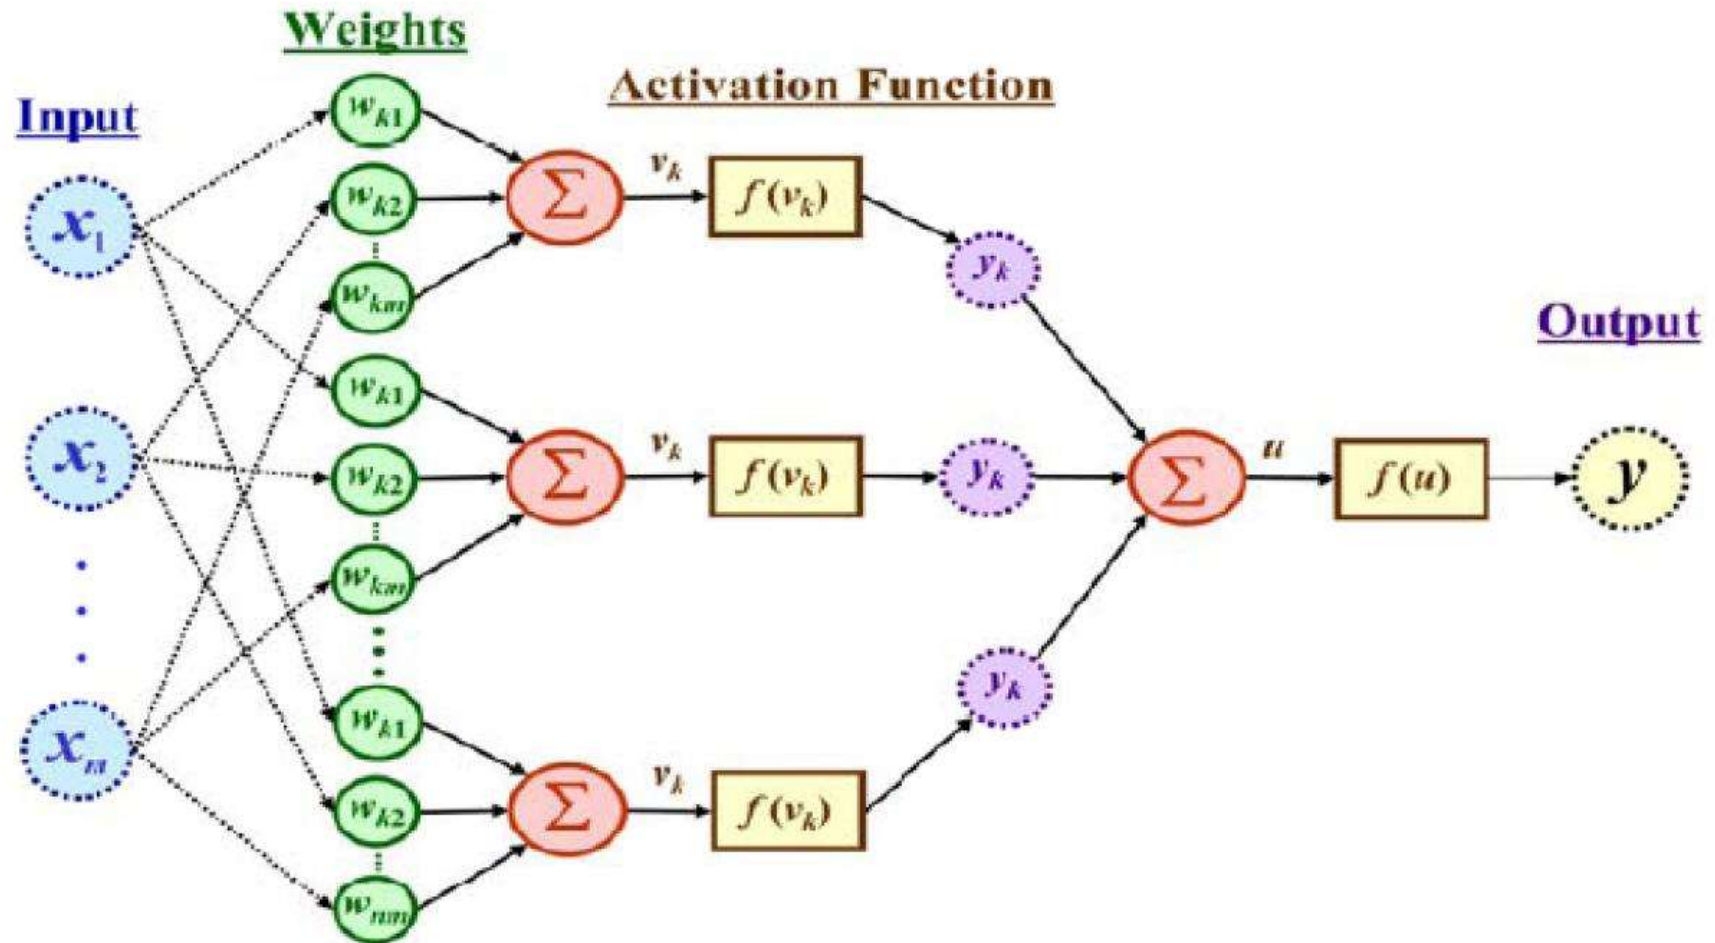 Weights
Activation Function
Input
Output
x1
x2
xm
wk1
wk2
wkm
wk1
wk2
wkm
wk1
wk2
wmn
Σ
vk
f(vk)
yk
Σ
vk
f(vk)
yk
Σ
vk
f(vk)
yk
Σ
u
f(u)
y